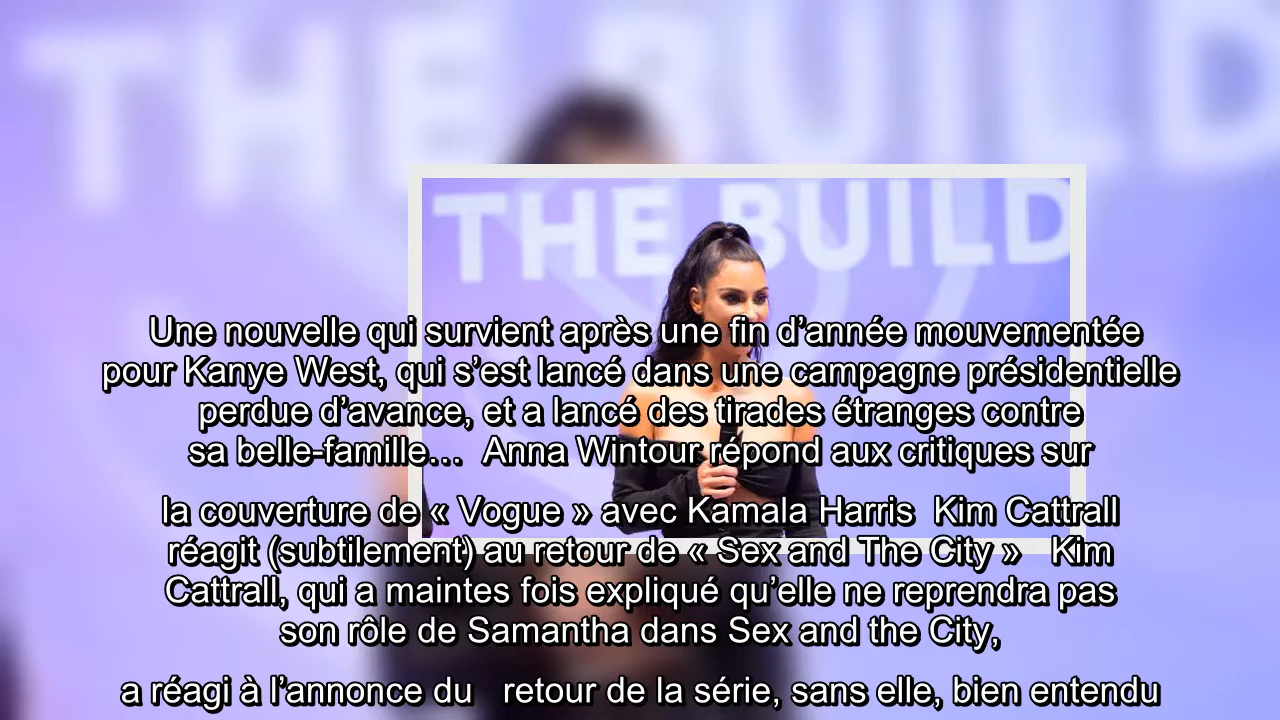 THE BUILD
THE BUILD
Une nouvelle qui survient après une fin d’année mouvementée
pour Kanye West, qui s’est lancé dans une campagne présidentielle
perdue d’avance, et a lancé des tirades étranges contre
sa belle-famille… Anna Wintour répond aux critiques sur
la couverture de « Vogue » avec Kamala Harris Kim Cattrall
réagit (subtilement) au retour de « Sex and The City » Kim
Cattrall, qui a maintes fois expliqué qu’elle ne reprendra pas
son rôle de Samantha dans Sex and the City,
a réagi à l’annonce du retour de la série, sans elle, bien entendu